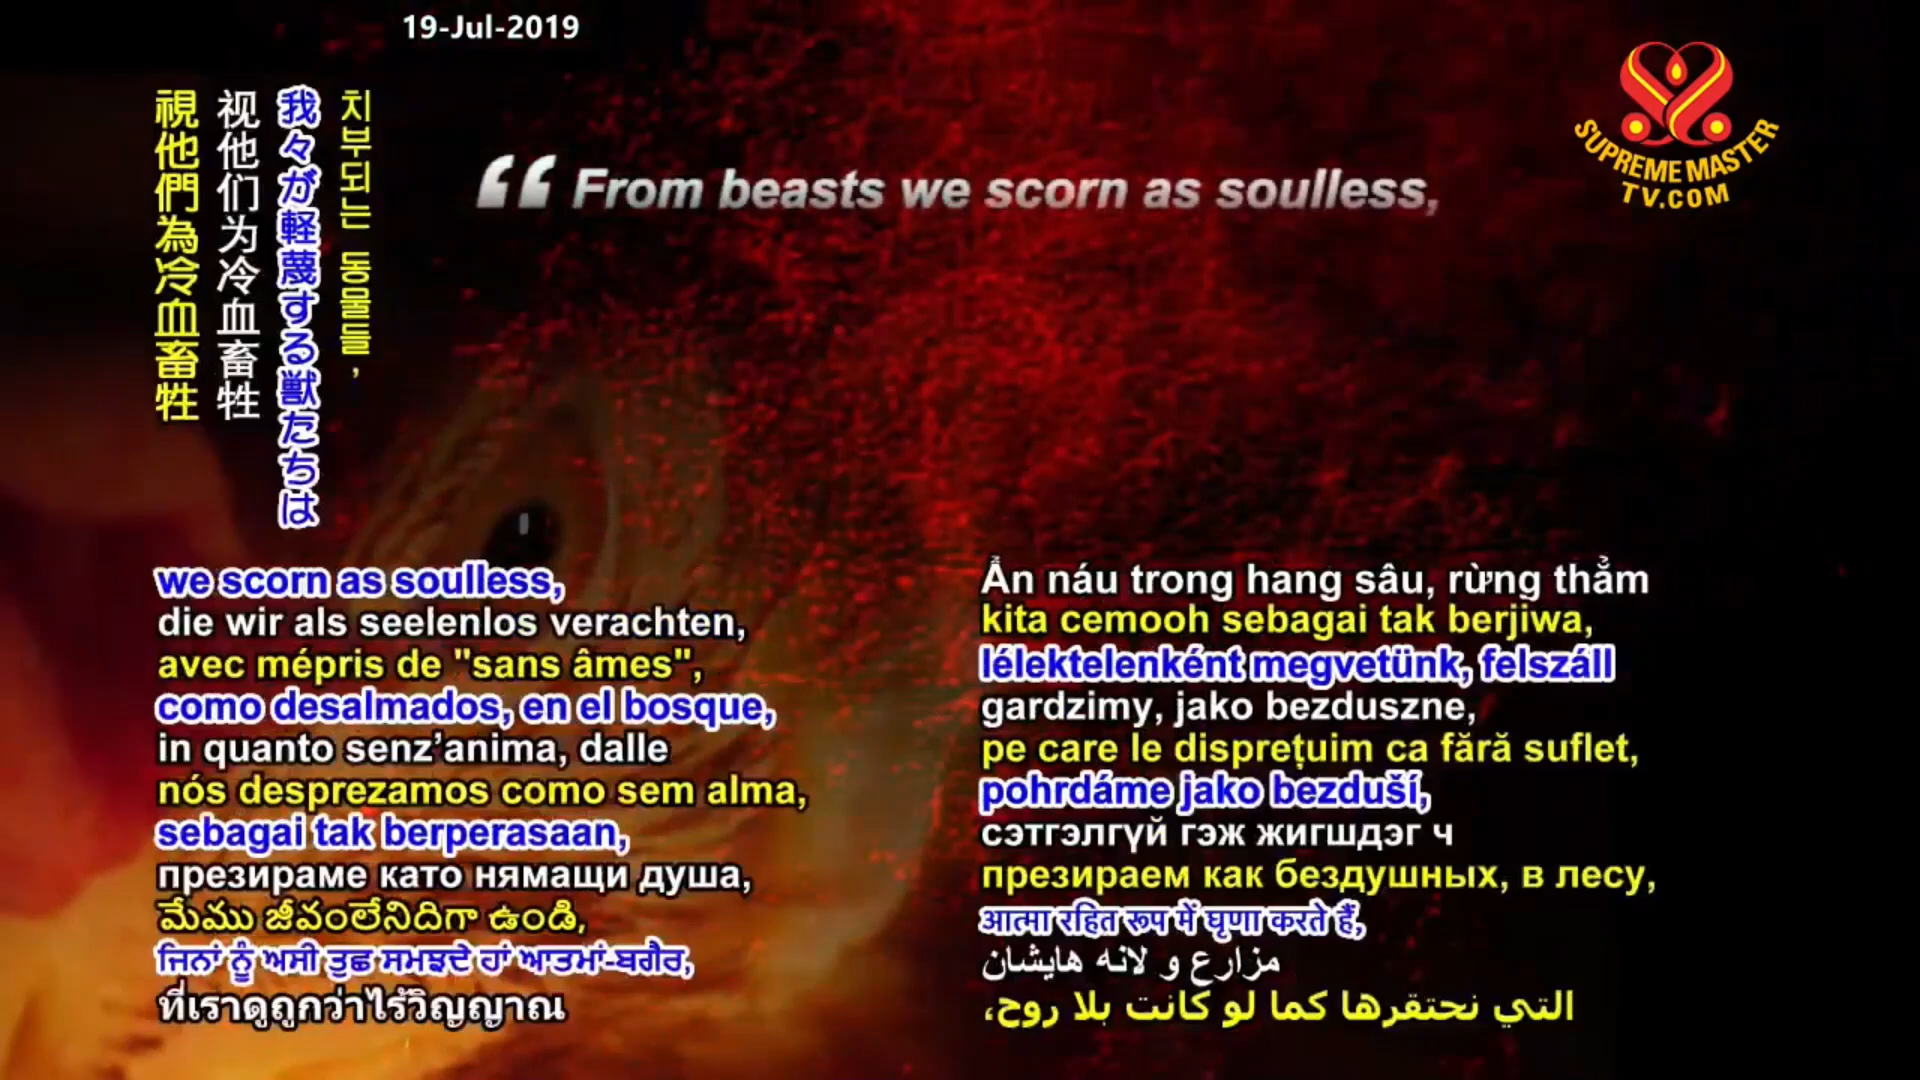 19-Jul-2019
SUPREME MASTER
TV.COM
치부되는 동물들,
我々が軽蔑する獣たちは
视他们为冷血畜牲
視他們為冷血畜牲
“From beasts we scorn as soulless,
we scorn as soulless,
die wir als seelenlos verachten,
avec mépris de "sans âmes",
como desalmados, en el bosque,
in quanto senz’anima, dalle
nós desprezamos como sem alma,
sebagai tak berperasaan,
презираме като нямащи душа,
మేము జీవంలేనిదిగా ఉండి,
ਜਿਨਾਂ ਨੂੰ ਅਸੀ ਤੁਛ ਸਮਝਦੇ ਹਾਂ ਆਤਮਾਂ-ਬਗੈਰ,
ที่เราดูถูกว่าไร้วิญญาณ
Ẩn náu trong hang sâu, rừng thẳm
kita cemooh sebagai tak berjiwa,
lélektelenként megvetünk, felszáll
gardzimy, jako bezduszne,
pe care le disprețuim ca fără suflet,
pohrdáme jako bezduší,
сэтгэлгүй гэж жигшдэг ч
презираем как бездушных, в лесу,
आत्मा रहित रूप में घृणा करते हैं,
مزارع و لانه هایشان
التي نحتقرها كما لو كانت بلا روح،